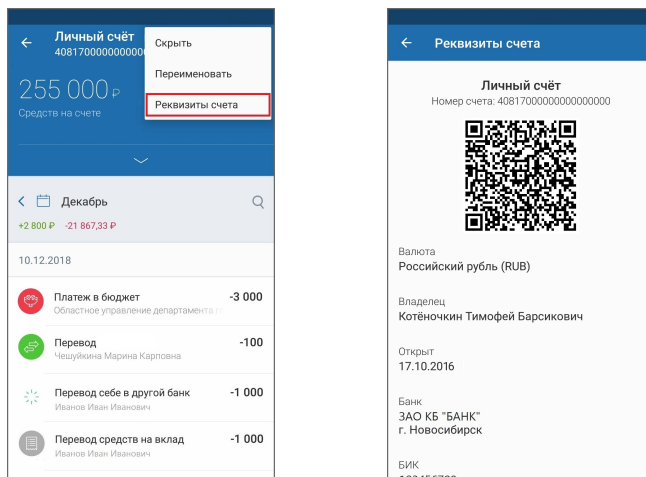 Личный счёт
Скрыть
Переименовать
255 000 ₽
Реквизиты счета
Средств на счете
Декабрь
+2 800 ₽ -21 867,33 ₽
10.12.2018
Платеж в бюджет -3 000
Областное управление департамента
Перевод -100
Чешуйкина Марина Карповна
Перевод себе в другой банк -1 000
Иванов Иван Иванович
Перевод средств на вклад -1 000
Иванов Иван Иванович
Реквизиты счета
Личный счёт
Номер счета: 40817000000000000000
Валюта
Российский рубль (RUB)
Владелец
Котёночкин Тимофей Барсикович
Открыт
17.10.2016
Банк
ЗАО КБ "БАНК"
г. Новосибирск
БИК